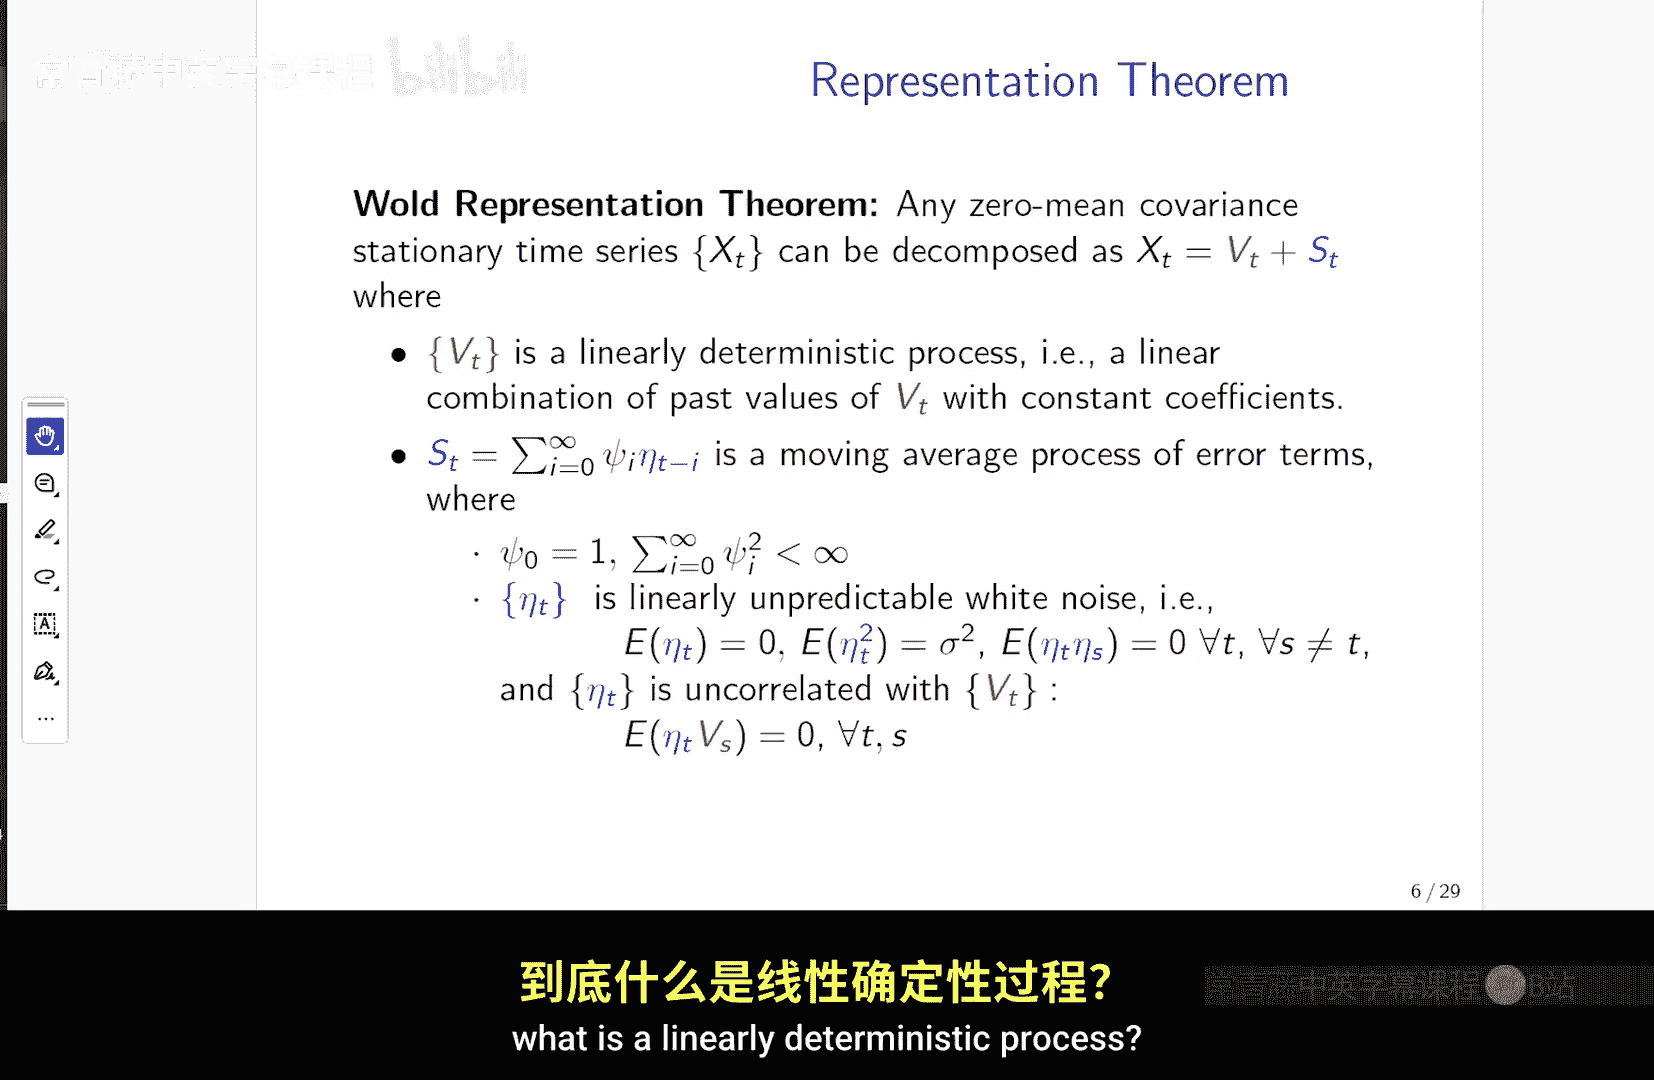 bilibili
Representation Theorem
Wold Representation Theorem: Any zero-mean covariance
stationary time series {X_t} can be decomposed as X_t = V_t + S_t
where
• {V_t} is a linearly deterministic process, i.e., a linear
combination of past values of V_t with constant coefficients.
• S_t = ∑_{i=0}^∞ ψ_i η_{t−i} is a moving average process of error terms,
where
· ψ_0 = 1, ∑_{i=0}^∞ ψ_i^2 < ∞
· {η_t} is linearly unpredictable white noise, i.e.,
E(η_t) = 0, E(η_t^2) = σ^2, E(η_t η_s) = 0 ∀t, ∀s ≠ t,
and {η_t} is uncorrelated with {V_t} :
E(η_t V_s) = 0, ∀t, s
6 / 29
到底什么是线性确定性过程?
what is a linearly deterministic process?